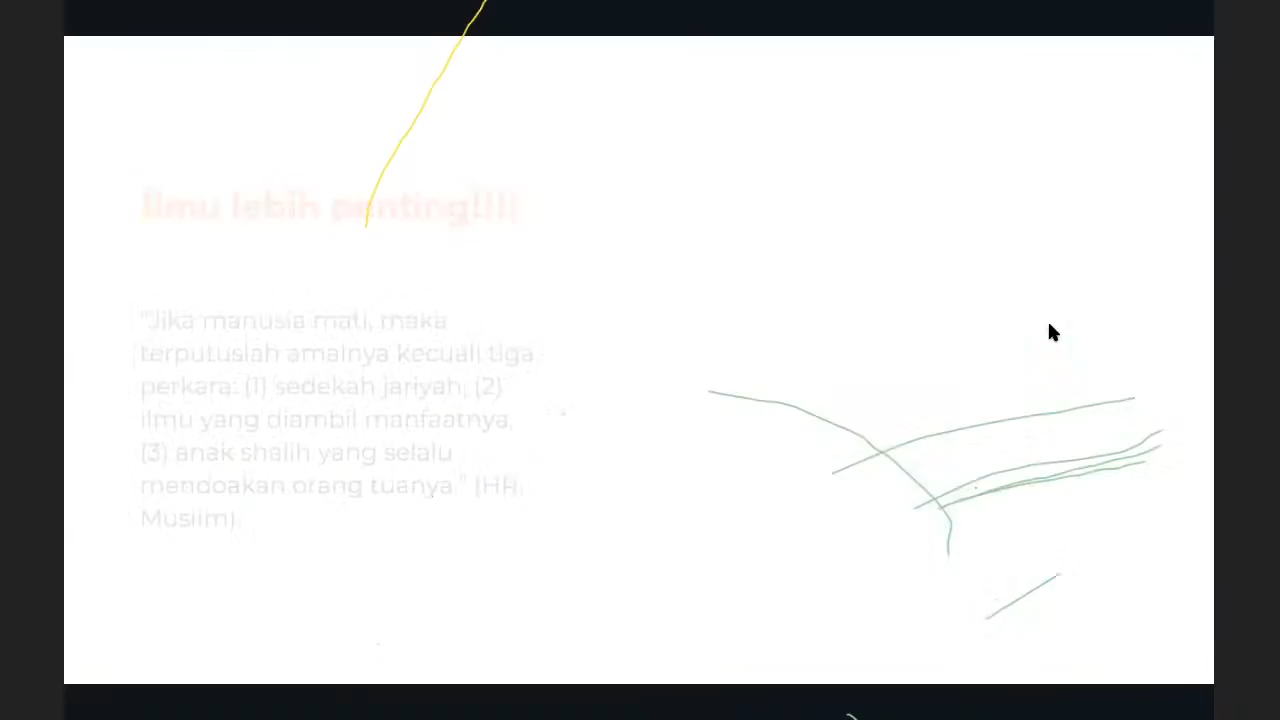 Ilmu lebih penting!!!!
"Jika manusia mati, maka
terputuslah amalnya kecuali tiga
perkara: (1) sedekah jariyah, (2)
ilmu yang diambil manfaatnya,
(3) anak shalih yang selalu
mendoakan orang tuanya." (HR.
Muslim).